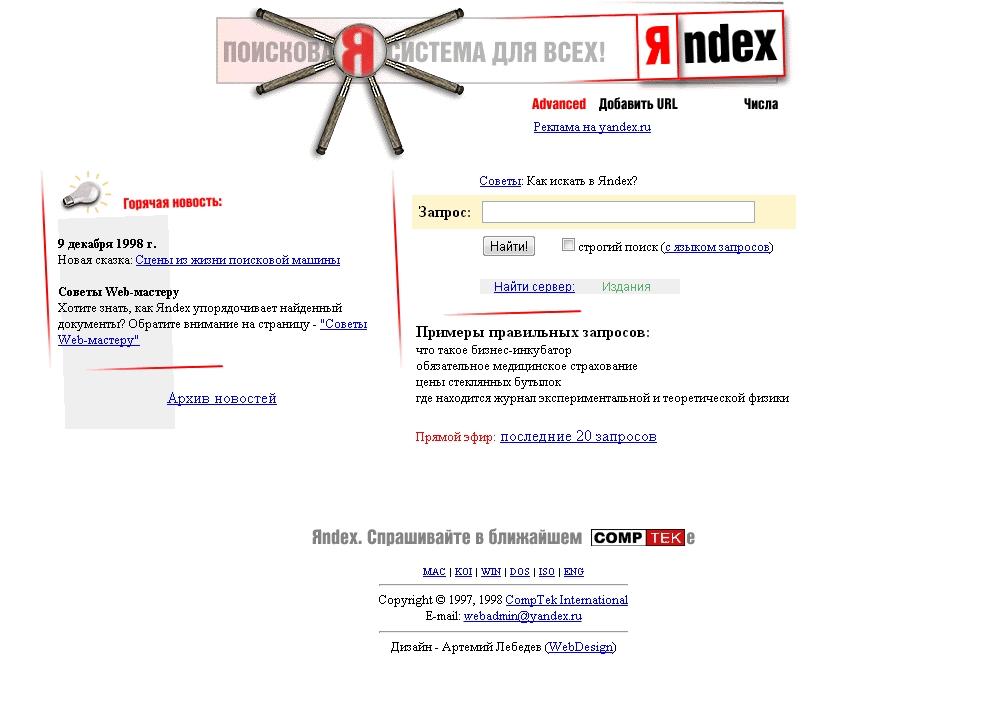 ПОИСКОВАЯ СИСТЕМА ДЛЯ ВСЕХ!
Яndex
Advanced Добавить URL Числа
Реклама на yandex.ru
Горячая новость:
9 декабря 1998 г.
Новая сказка: Сцены из жизни поисковой машины
Советы Web-мастеру
Хотите знать, как Яndex упорядочивает найденный
документы? Обратите внимание на страницу - "Советы
Web-мастеру"
Архив новостей
Советы: Как искать в Яndex?
Запрос:
Найти! строгий поиск (с языком запросов)
Найти сервер: Издания
Примеры правильных запросов:
что такое бизнес-инкубатор
обязательное медицинское страхование
цены стеклянных бутылок
где находится журнал экспериментальной и теоретической физики
Прямой эфир: последние 20 запросов
Яndex. Спрашивайте в ближайшем COMPTEKе
MAC | KOI | WIN | DOS | ISO | ENG
Copyright © 1997, 1998 CompTek International
E-mail: webadmin@yandex.ru
Дизайн - Артемий Лебедев (WebDesign)